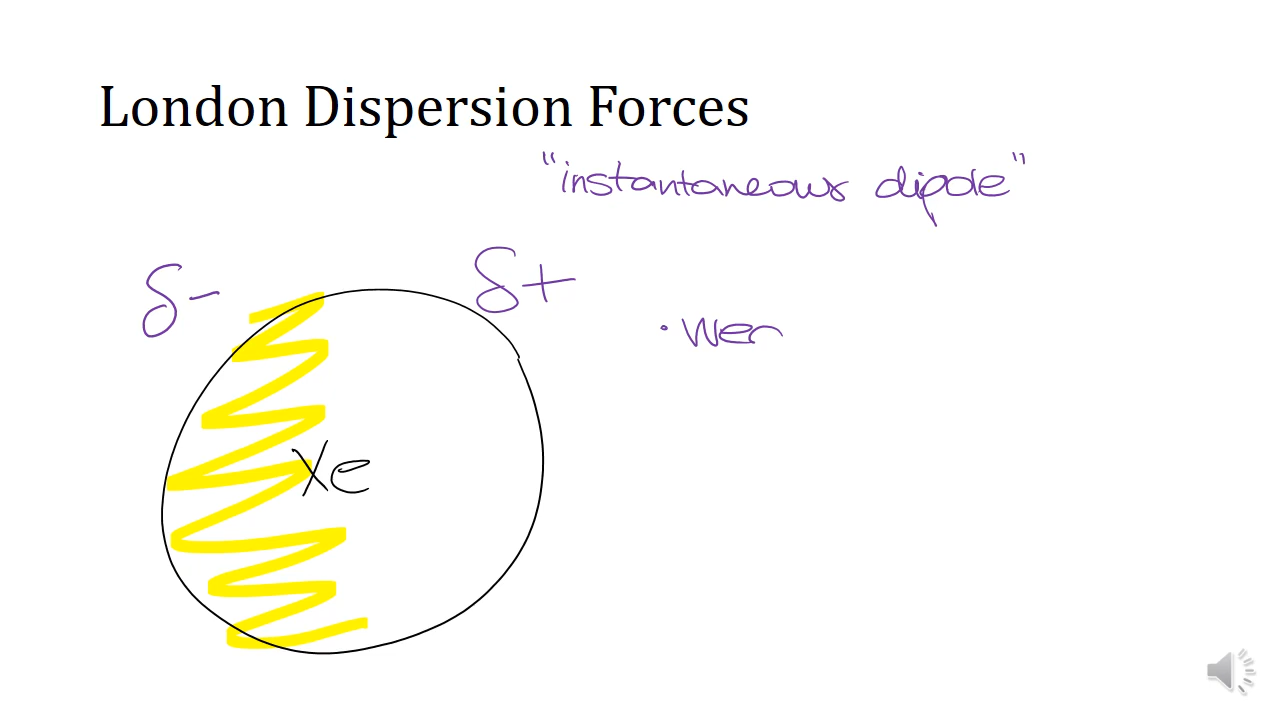 London Dispersion Forces
"instantaneous dipole"
δ- δ+
Xe